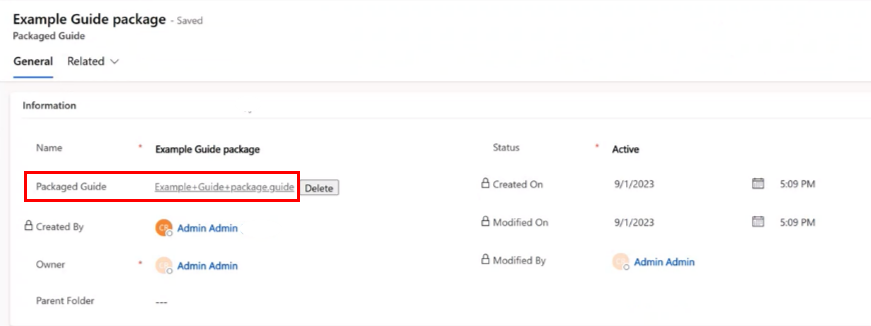 Example Guide package - Saved
Packaged Guide
General Related
Information
Name * Example Guide package Status * Active
Packaged Guide Example+Guide+package.guide Delete Created On 9/1/2023 5:09 PM
Created By Admin Admin Modified On 9/1/2023 5:09 PM
Owner * Admin Admin Modified By Admin Admin
Parent Folder ---